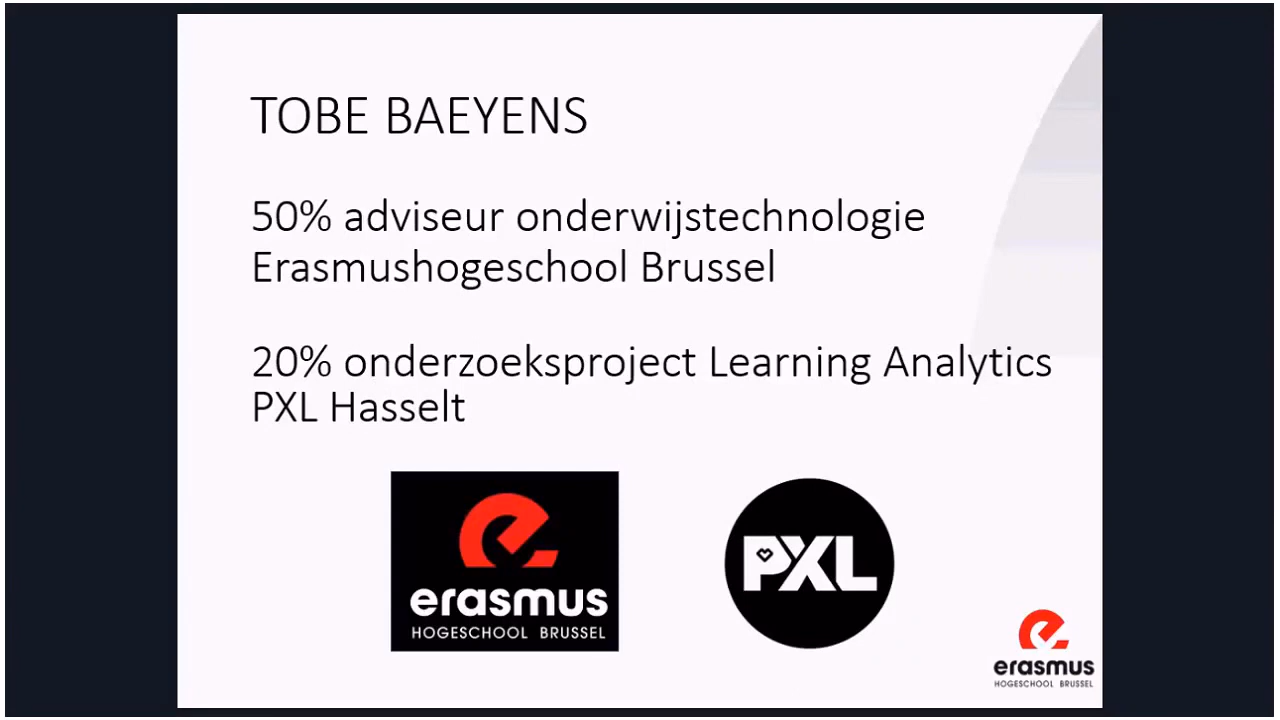 TOBE BAEYENS
50% adviseur onderwijstechnologie
Erasmushogeschool Brussel
20% onderzoeksproject Learning Analytics
PXL Hasselt
erasmus
HOGESCHOOL BRUSSEL
PXL
erasmus
HOGESCHOOL BRUSSEL